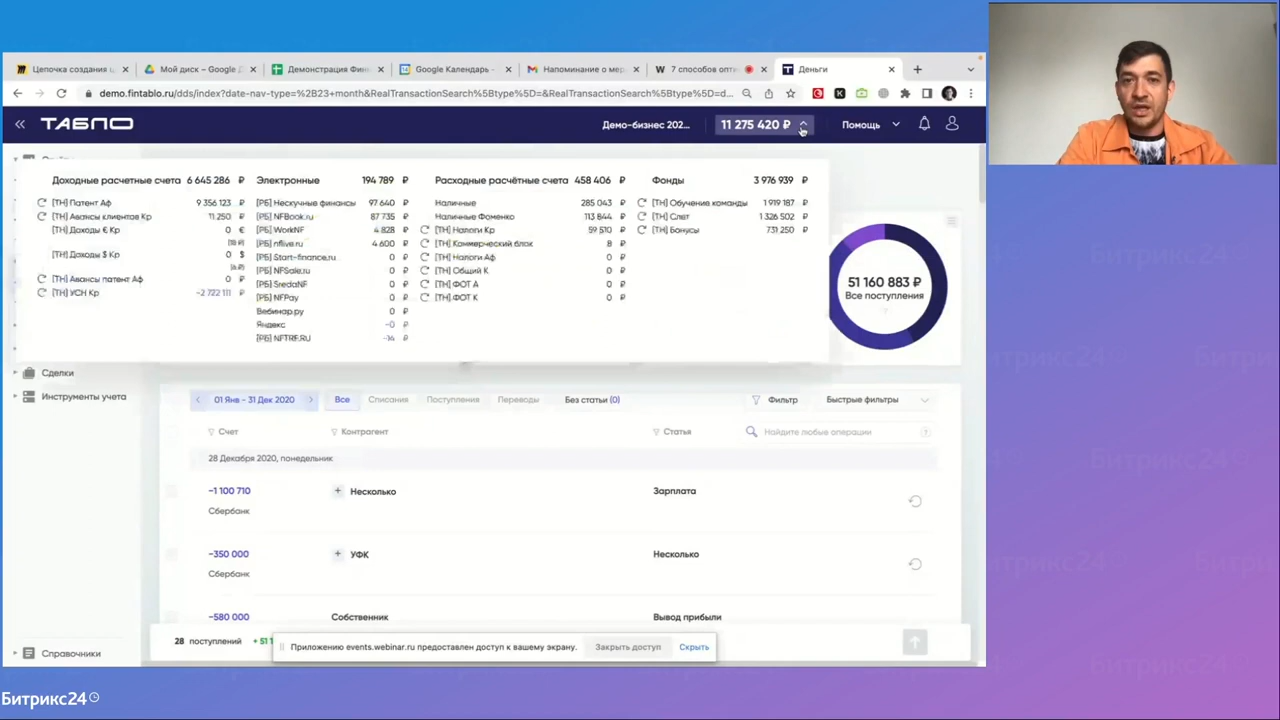 Цепочка создания ц
Мой диск – Google Д
Демонстрация Фин
Google Календарь -
Напоминание о мер
7 способов опти
Деньги
demo.fintablo.ru/dds/index?date-nav-type=%2B23+month&RealTransactionSearch%5Btype%5D=&RealTransactionSearch%5Btype%5D=d...
ТАБЛО
Демо-бизнес 202...
11 275 420 ₽
Помощь
Доходные расчетные счета 6 645 286 ₽
[ТН] Патент Аф 9 356 123 ₽
[ТН] Авансы клиентов Кр 11 250 ₽
[ТН] Доходы € Кр 0 €
[ТН] Доходы $ Кр 0 $
[ТН] Авансы патент Аф 0 ₽
[ТН] УСН Кр -2 722 111 ₽
Электронные 194 789 ₽
[РБ] Нескучные финансы 97 640 ₽
[РБ] NFBook.ru 87 735 ₽
[РБ] WorkNF 4 828 ₽
[РБ] nflive.ru 4 600 ₽
[РБ] Start-finance.ru 0 ₽
[РБ] NFSale.ru 0 ₽
[РБ] SredaNF 0 ₽
[РБ] NFPay 0 ₽
Вебинар.ру 0 ₽
Яндекс -0 ₽
[РБ] NFTRF.RU -14 ₽
Расходные расчётные счета 458 406 ₽
Наличные 285 043 ₽
Наличные Фоменко 113 844 ₽
[ТН] Налоги Кр 59 510 ₽
[ТН] Коммерческий блок 8 ₽
[ТН] Налоги Аф 0 ₽
[ТН] Общий К 0 ₽
[ТН] ФОТ А 0 ₽
[ТН] ФОТ К 0 ₽
Фонды 3 976 939 ₽
[ТН] Обучение команды 1 919 187 ₽
[ТН] Слет 1 326 502 ₽
[ТН] Бонусы 731 250 ₽
51 160 883 ₽
Все поступления
Сделки
Инструменты учета
01 Янв - 31 Дек 2020
Все
Списания
Поступления
Переводы
Без статьи (0)
Фильтр
Быстрые фильтры
Счет
Контрагент
Статья
Найдите любые операции
28 Декабря 2020, понедельник
-1 100 710
+ Несколько
Зарплата
Сбербанк
-350 000
+ УФК
Несколько
Сбербанк
-580 000
Собственник
Вывод прибыли
28 поступлений + 51 1
Приложению events.webinar.ru предоставлен доступ к вашему экрану.
Закрыть доступ
Скрыть
Справочники
Битрикс24